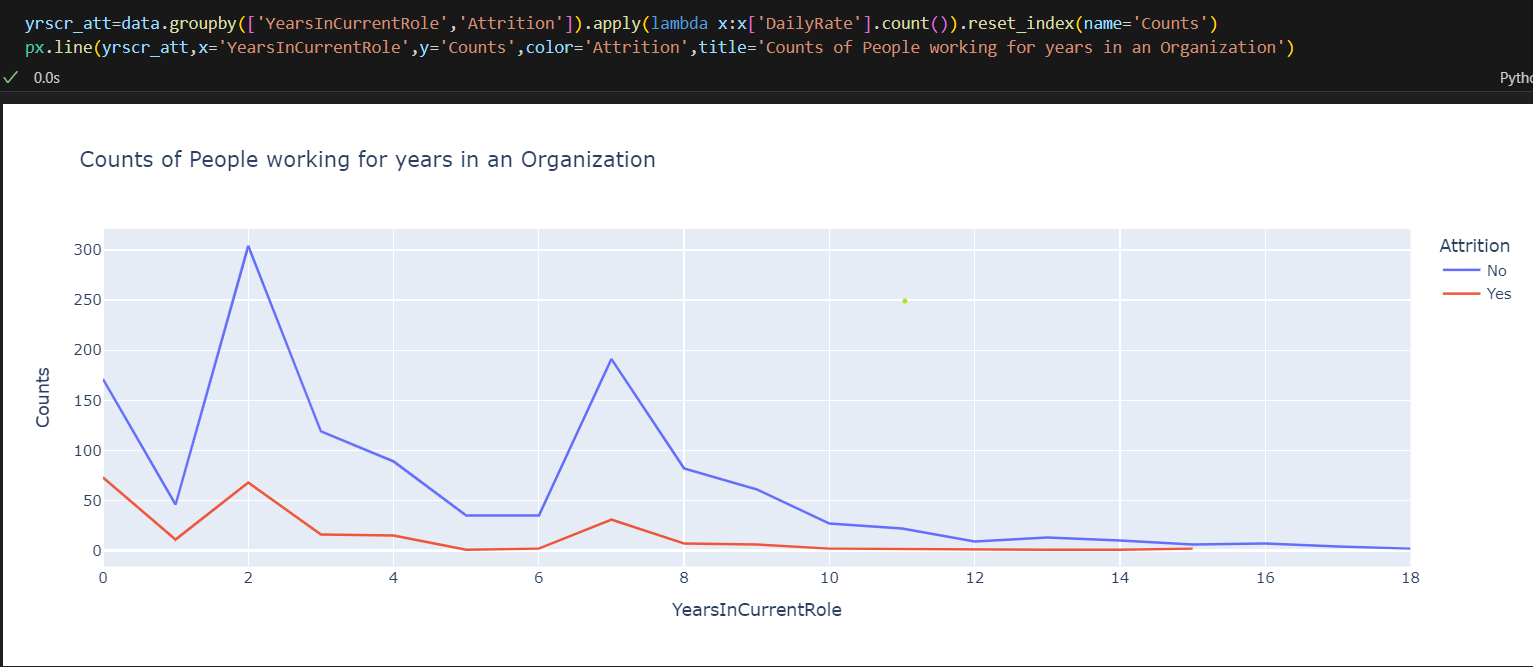 yrscr_att=data.groupby(['YearsInCurrentRole','Attrition']).apply(lambda x:x['DailyRate'].count()).reset_index(name='Counts')
px.line(yrscr_att,x='YearsInCurrentRole',y='Counts',color='Attrition',title='Counts of People working for years in an Organization')
0.0s
Pytho
Counts of People working for years in an Organization
Attrition
No
Yes
300
250
200
150
100
50
0
Counts
0 2 4 6 8 10 12 14 16 18
YearsInCurrentRole